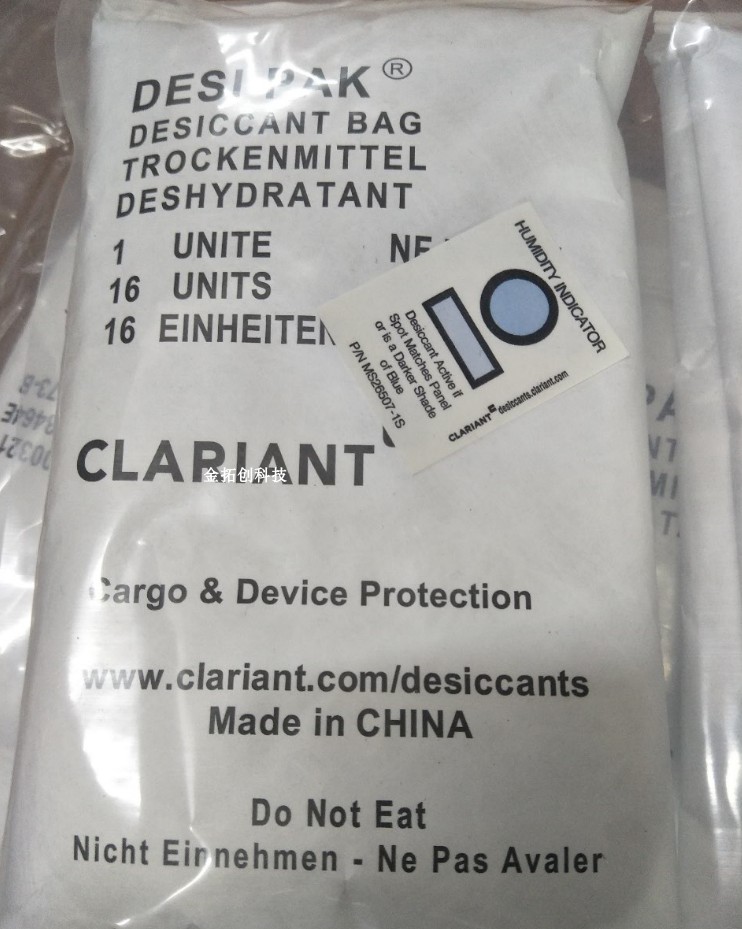 DESI PAK®
DESICCANT BAG
TROCKENMITTEL
DESHYDRATANT
1 UNITE
16 UNITS
16 EINHEITEN
HUMIDITY INDICATOR
Desiccant Active if
Spot Matches Panel
or is a Darker Shade
of Blue
P/N MS26507-1S
CLARIANT desiccants.clariant.com
CLARIANT
金拓创科技
Cargo & Device Protection
www.clariant.com/desiccants
Made in CHINA
Do Not Eat
Nicht Einnehmen - Ne Pas Avaler